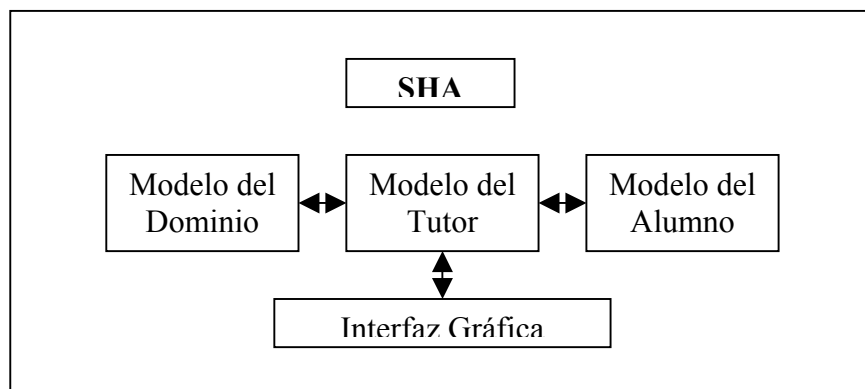 SHA
Modelo del
Dominio
Modelo del
Tutor
Modelo del
Alumno
Interfaz Gráfica